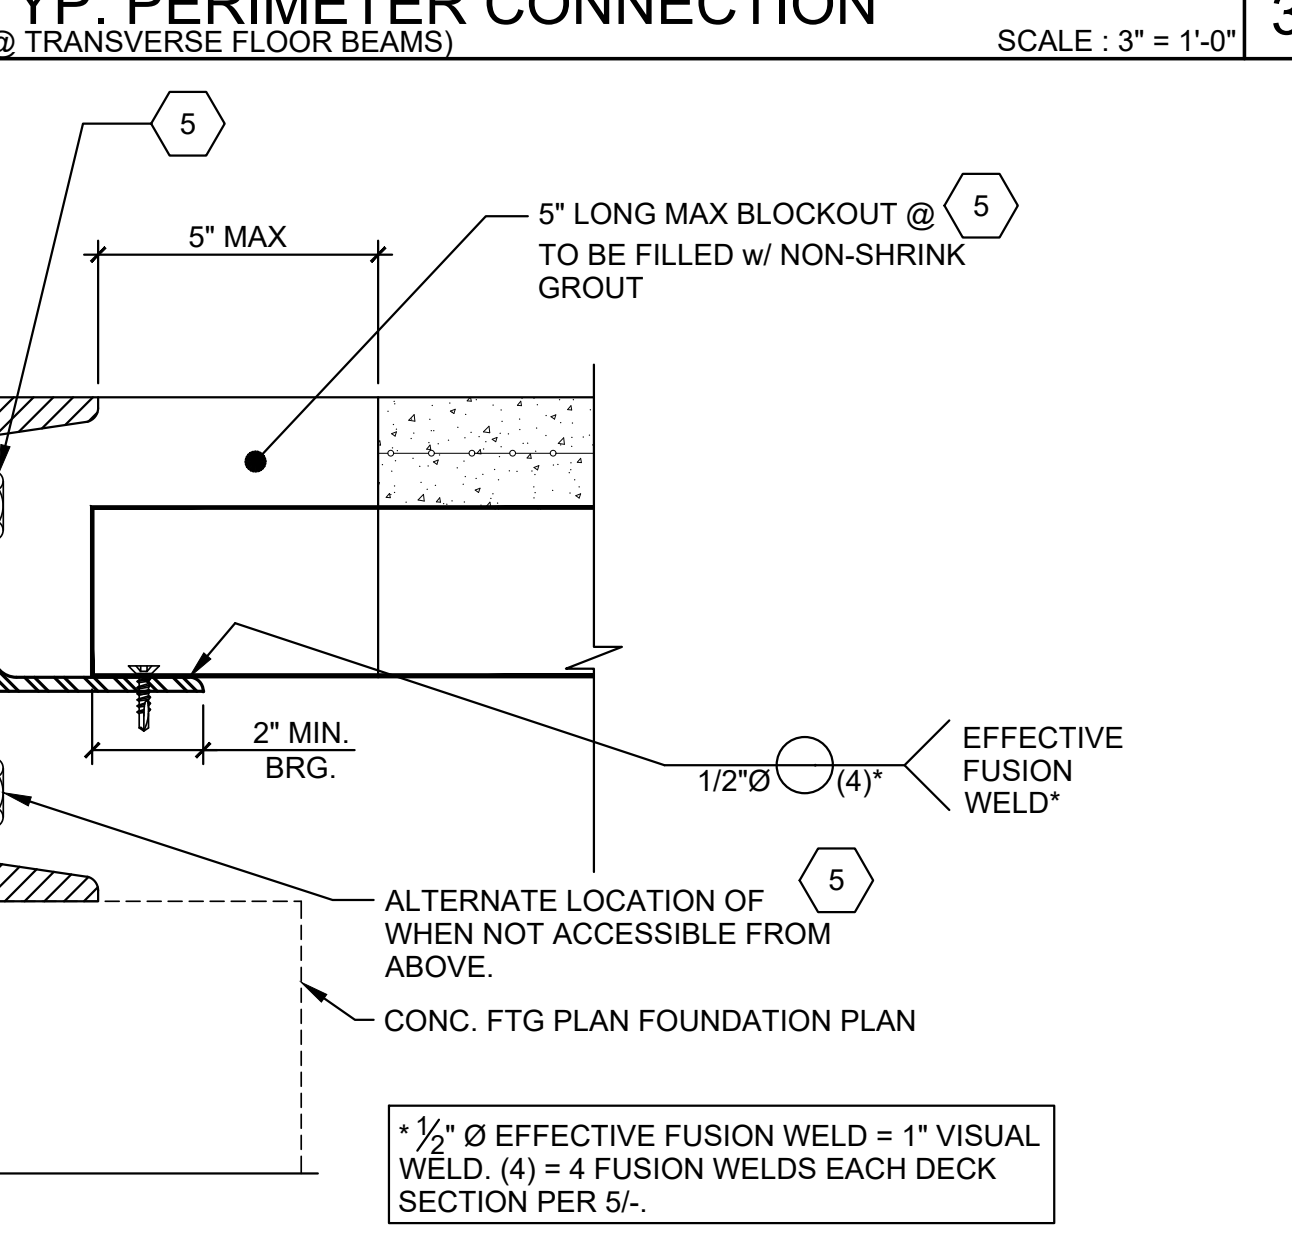 YP. PERIMETER CONNECTION
@ TRANSVERSE FLOOR BEAMS)
SCALE : 3" = 1'-0"
3
5
5" LONG MAX BLOCKOUT @ 5
TO BE FILLED w/ NON-SHRINK
GROUT
5" MAX
2" MIN.
BRG.
1/2"Ø (4)*
EFFECTIVE
FUSION
WELD*
ALTERNATE LOCATION OF 5
WHEN NOT ACCESSIBLE FROM
ABOVE.
CONC. FTG PLAN FOUNDATION PLAN
* 1/2" Ø EFFECTIVE FUSION WELD = 1" VISUAL
WELD. (4) = 4 FUSION WELDS EACH DECK
SECTION PER 5/-.